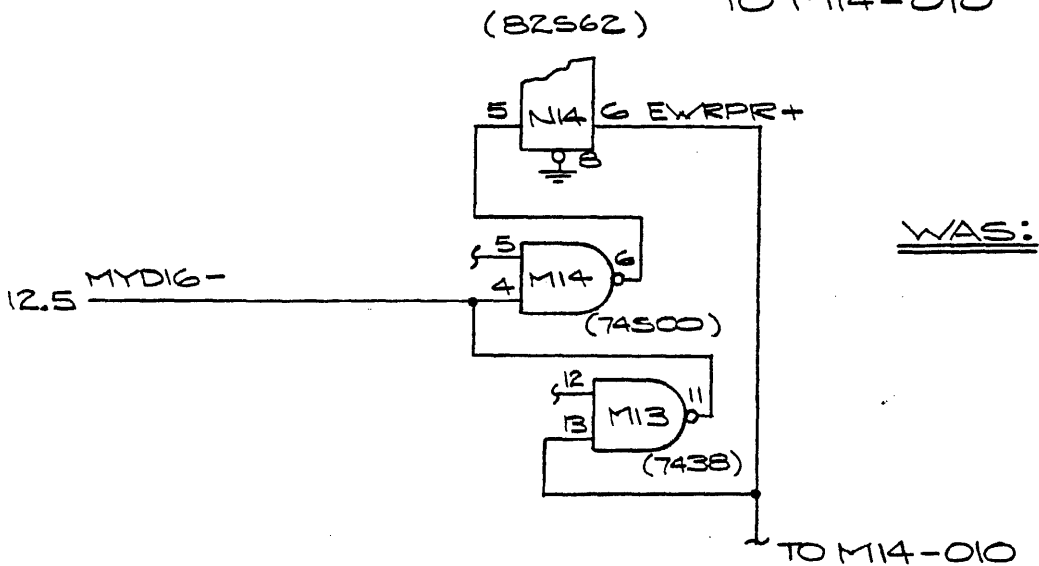 (82S62)
5 N14 6 EWRPR+
8
WAS:
5
M14 6
4
12.5 MYD16-
(74S00)
12
M13 11
13
(7438)
TO M14-010